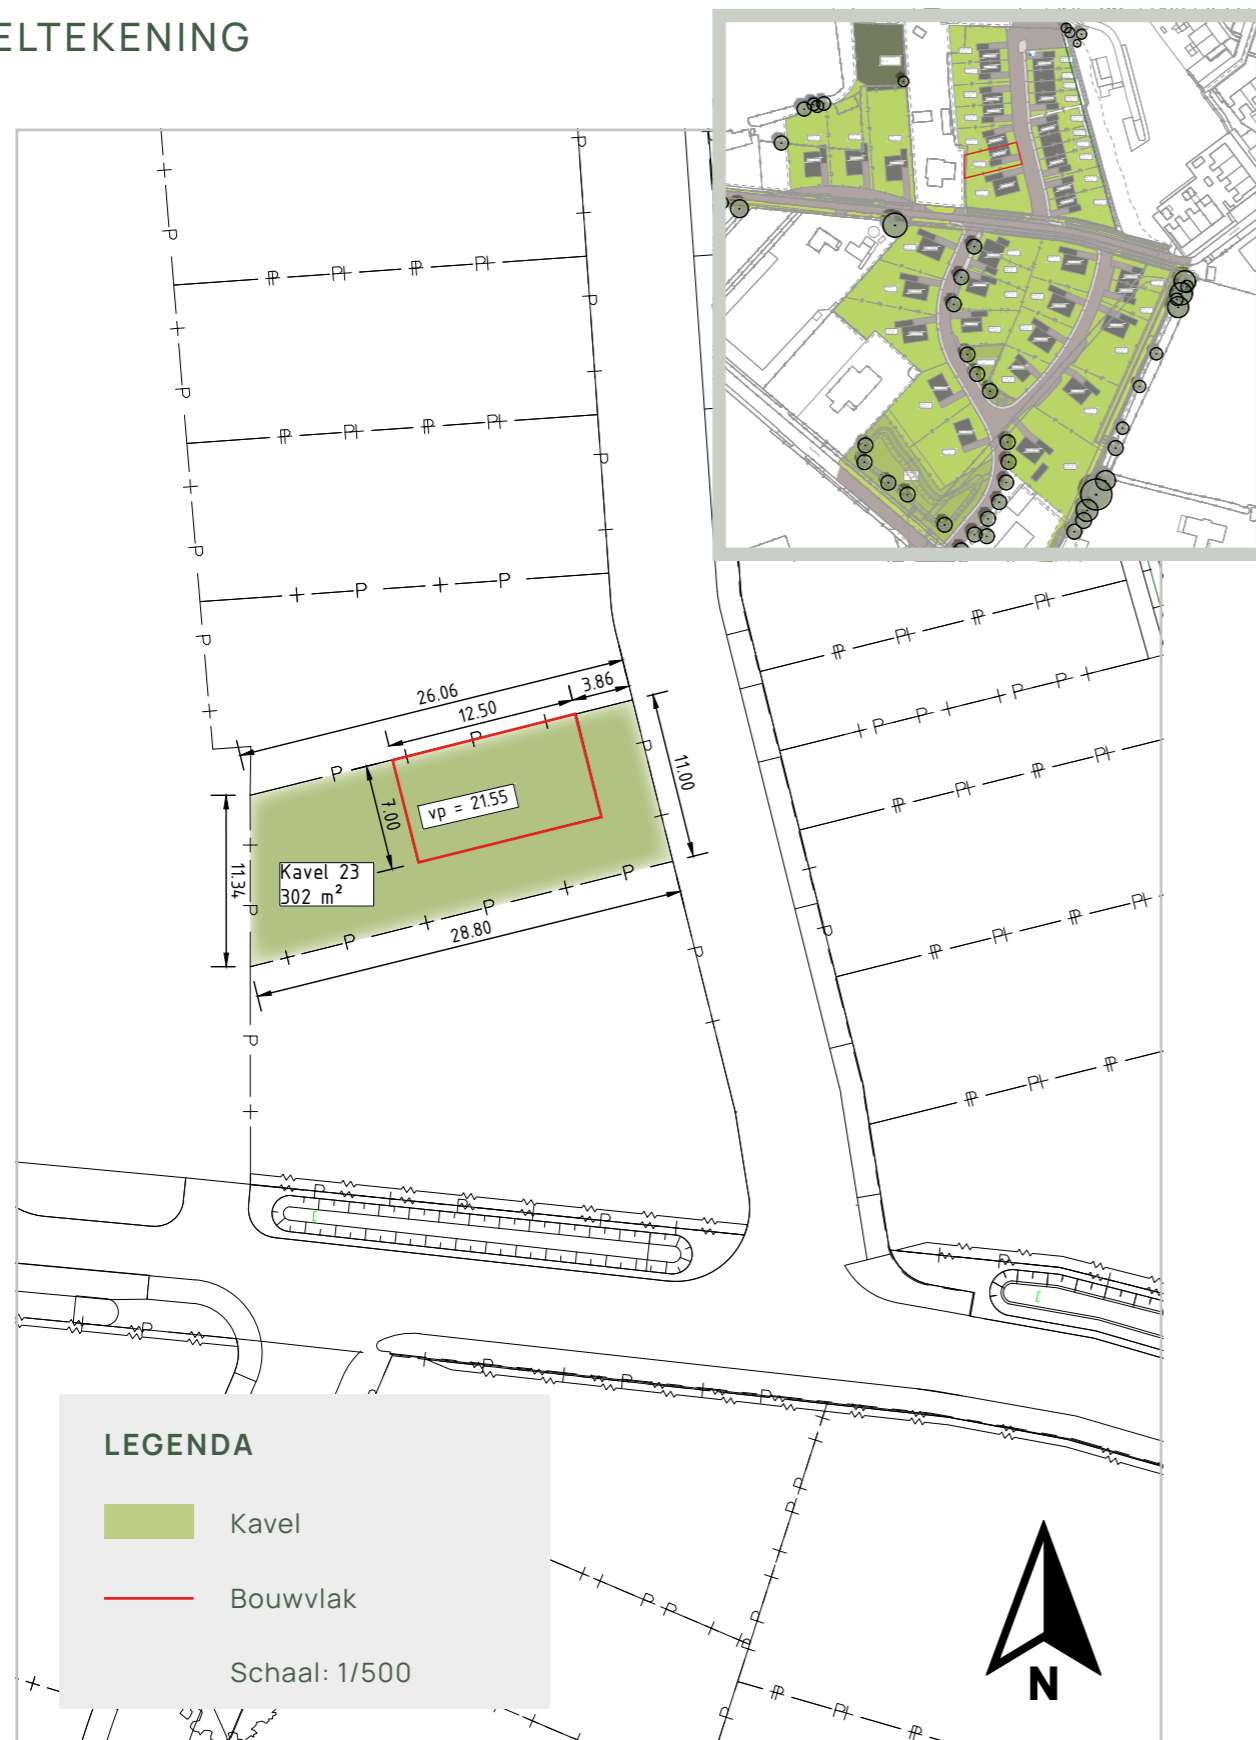 ELTEKENING
26.06
3.86
12.50
11.00
7.00
vp = 21.55
11.34
Kavel 23
302 m²
28.80
LEGENDA
Kavel
Bouwvlak
Schaal: 1/500
N